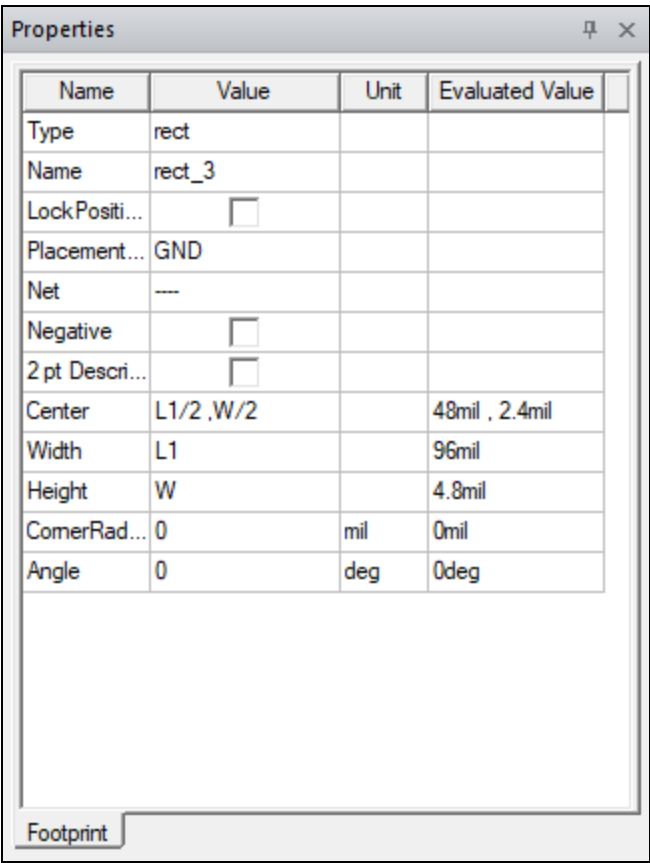 Properties
Name Value Unit Evaluated Value
Type rect
Name rect_3
LockPositi...
Placement... GND
Net ----
Negative
2 pt Descri...
Center L1/2 ,W/2 48mil , 2.4mil
Width L1 96mil
Height W 4.8mil
CornerRad... 0 mil 0mil
Angle 0 deg 0deg
Footprint